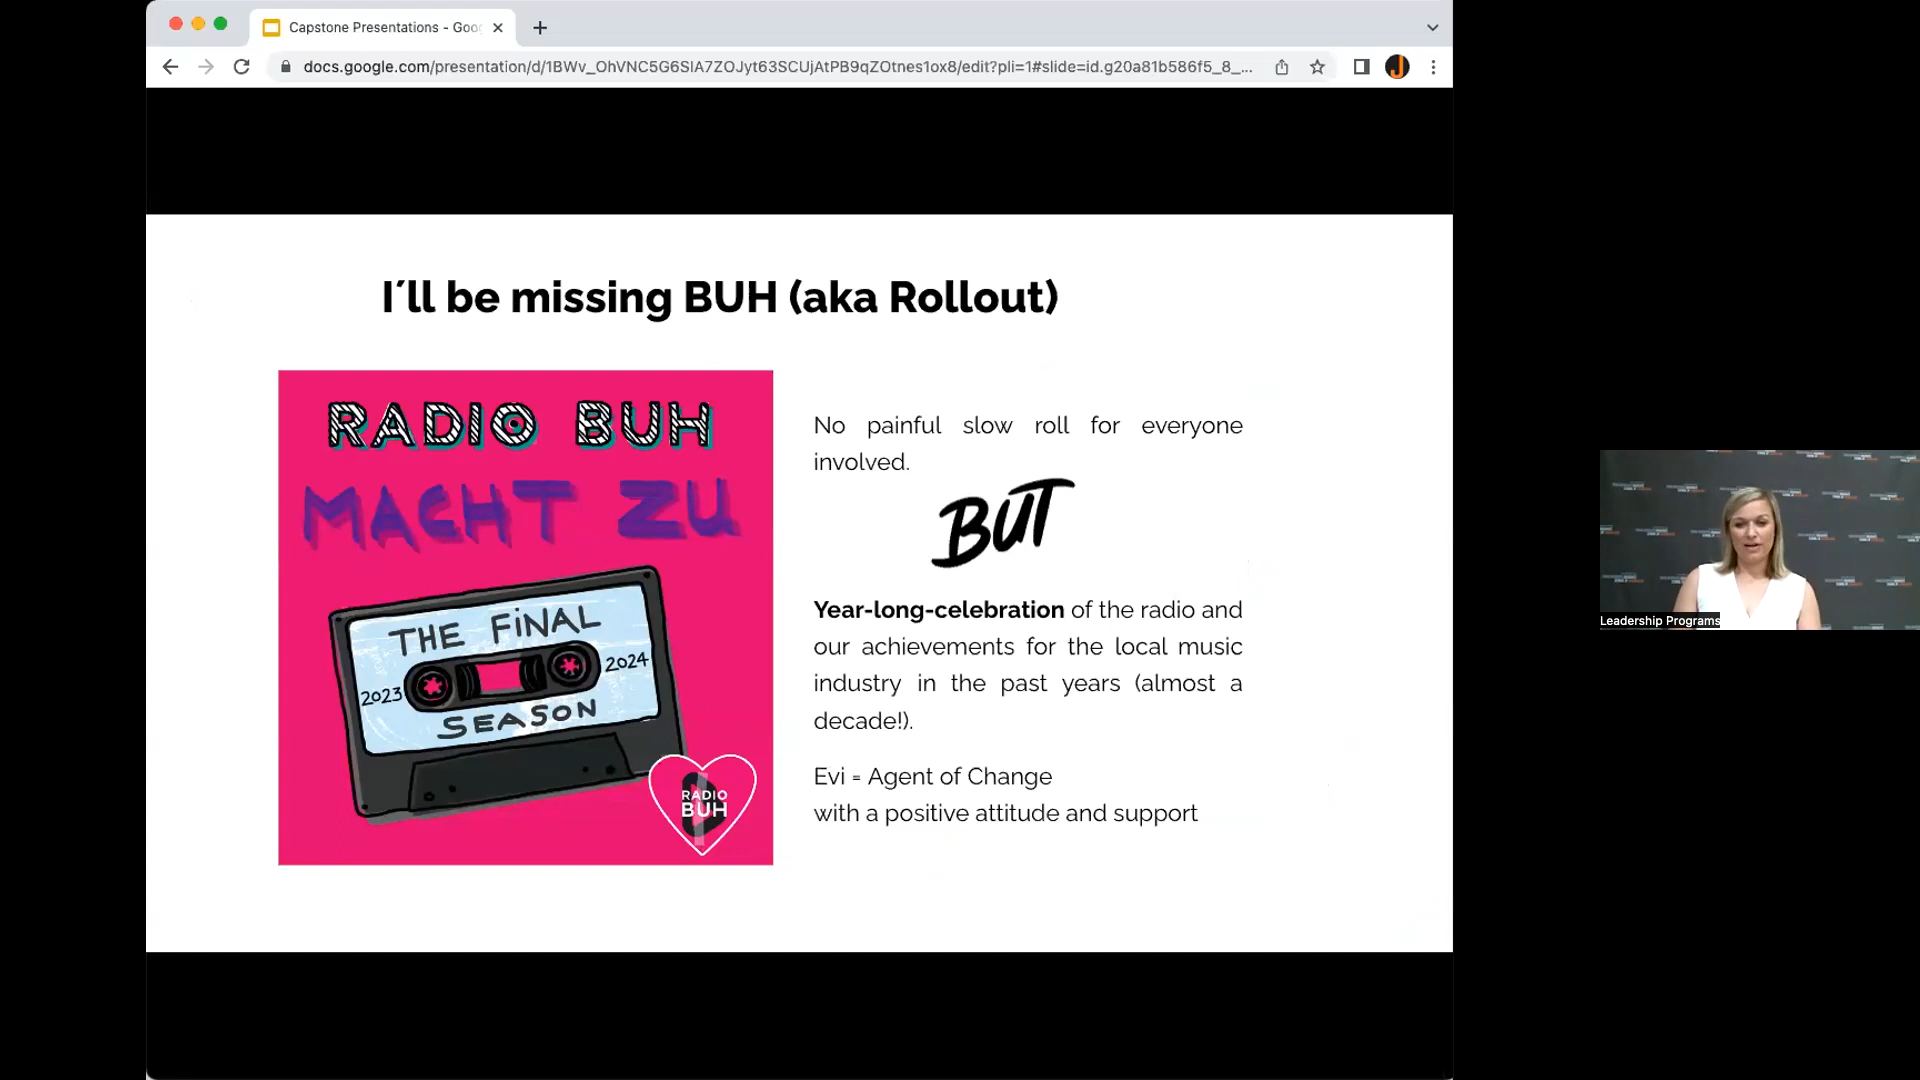 Capstone Presentations - Goo
docs.google.com/presentation/d/1BWv_OhVNC5G6SlA7ZOJyt63SCUjAtPB9qZOtnes1ox8/edit?pli=1#slide=id.g20a81b586f5_8_...
I´ll be missing BUH (aka Rollout)
RADIO BUH
MACHT ZU
THE FiNAL
2023
2024
SEASON
RADIO
BUH
No painful slow roll for everyone
involved.
BUT
Year-long-celebration of the radio and
our achievements for the local music
industry in the past years (almost a
decade!).
Evi = Agent of Change
with a positive attitude and support
Leadership Programs